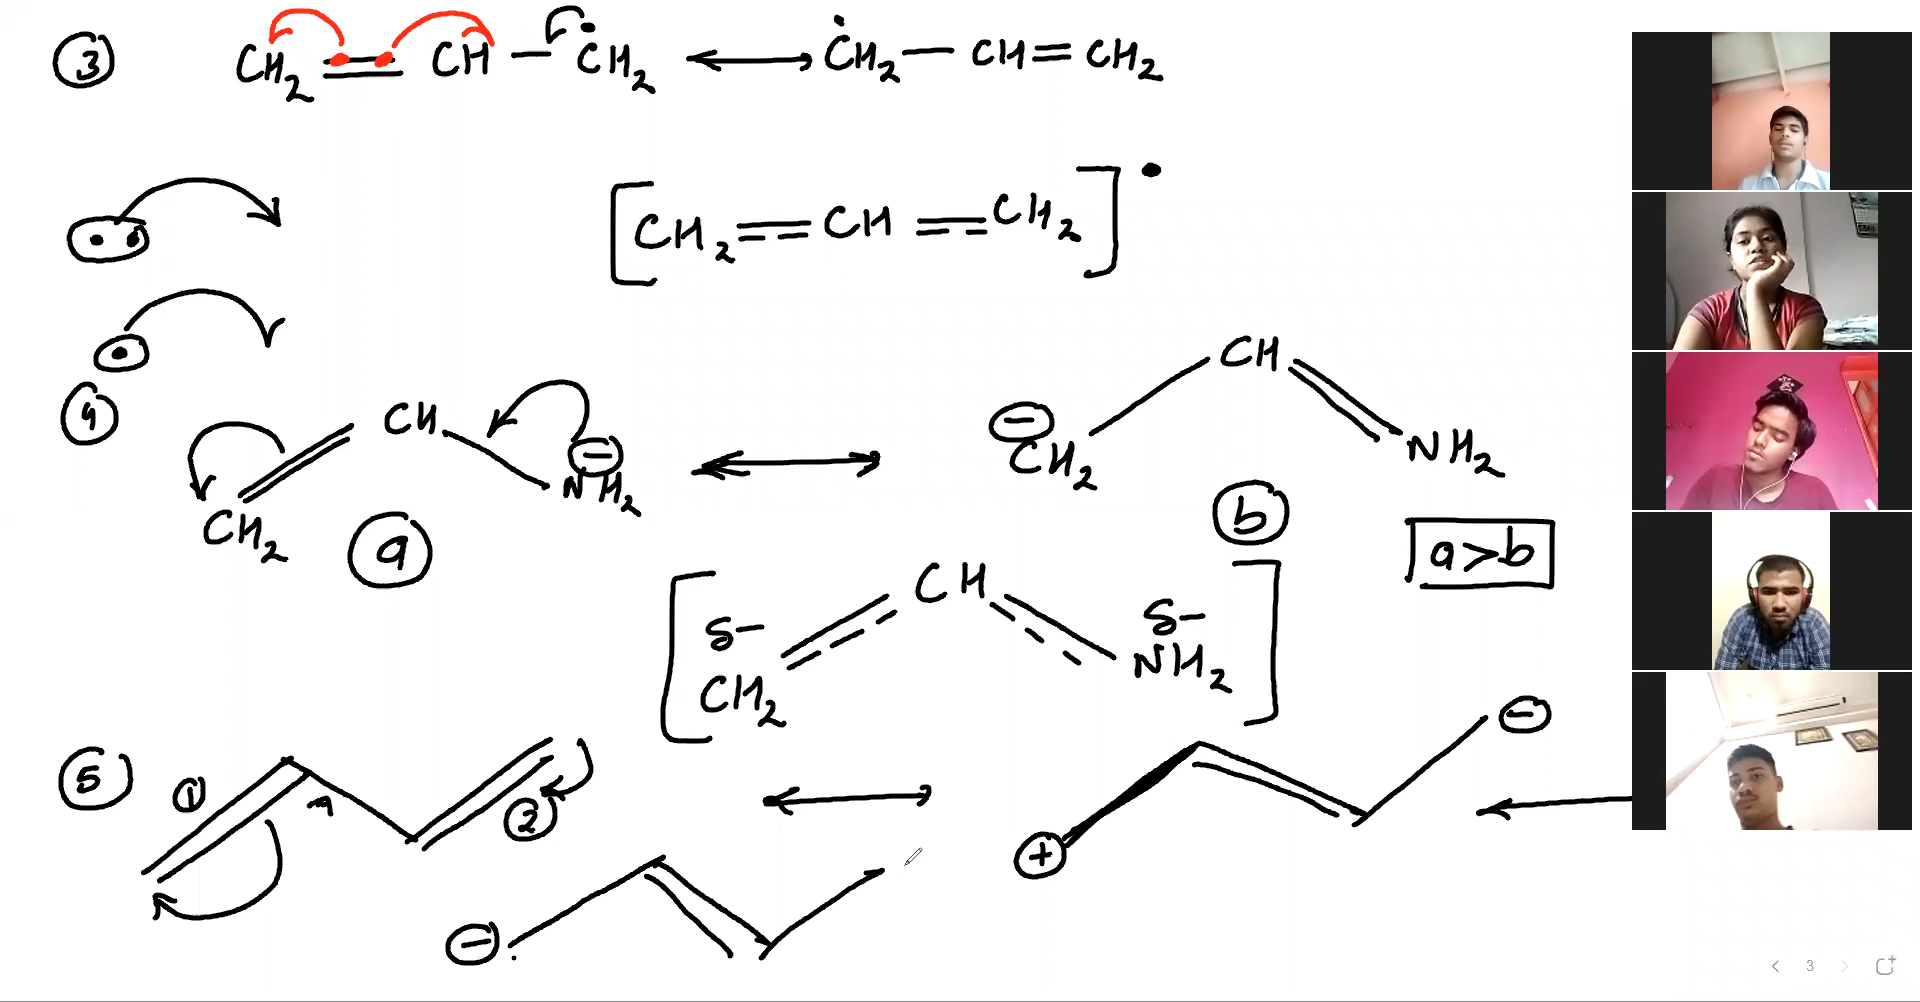 ③ CH₂ = CH – ĊH₂ ⟷ ĊH₂ – CH = CH₂
[CH₂ == CH == CH₂]•
④ CH₂ = CH – NH₂ ⊖ ⟷ ⊖ CH₂ – CH = NH₂
a
b
a>b
[δ– CH₂ == CH == NH₂ δ–]
⑤ ① ② ⟷ ⊕ ⊖ ⟵
⊖
3